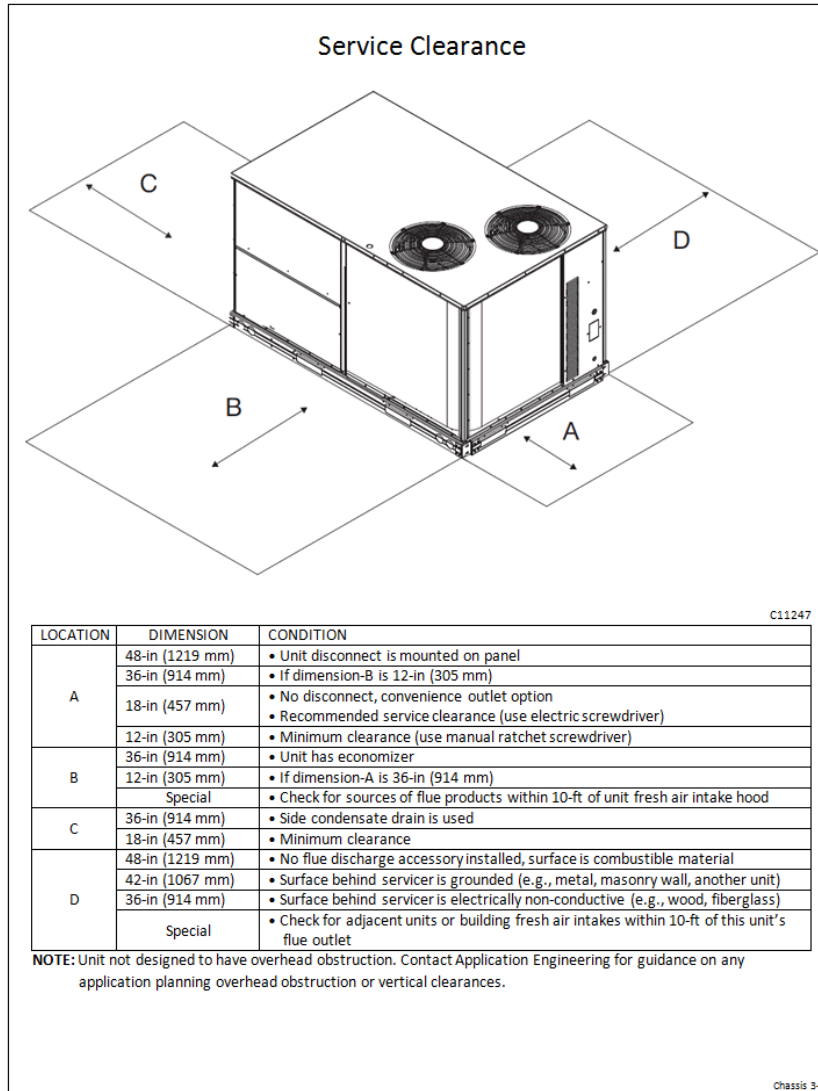 Service Clearance
C
D
B
A
C11247
LOCATION DIMENSION CONDITION
A
48-in (1219 mm) • Unit disconnect is mounted on panel
36-in (914 mm) • If dimension-B is 12-in (305 mm)
18-in (457 mm) • No disconnect, convenience outlet option
• Recommended service clearance (use electric screwdriver)
12-in (305 mm) • Minimum clearance (use manual ratchet screwdriver)
B
36-in (914 mm) • Unit has economizer
12-in (305 mm) • If dimension-A is 36-in (914 mm)
Special • Check for sources of flue products within 10-ft of unit fresh air intake hood
C
36-in (914 mm) • Side condensate drain is used
18-in (457 mm) • Minimum clearance
D
48-in (1219 mm) • No flue discharge accessory installed, surface is combustible material
42-in (1067 mm) • Surface behind servicer is grounded (e.g., metal, masonry wall, another unit)
36-in (914 mm) • Surface behind servicer is electrically non-conductive (e.g., wood, fiberglass)
Special • Check for adjacent units or building fresh air intakes within 10-ft of this unit's
flue outlet
NOTE: Unit not designed to have overhead obstruction. Contact Application Engineering for guidance on any
application planning overhead obstruction or vertical clearances.
Chassis 3-